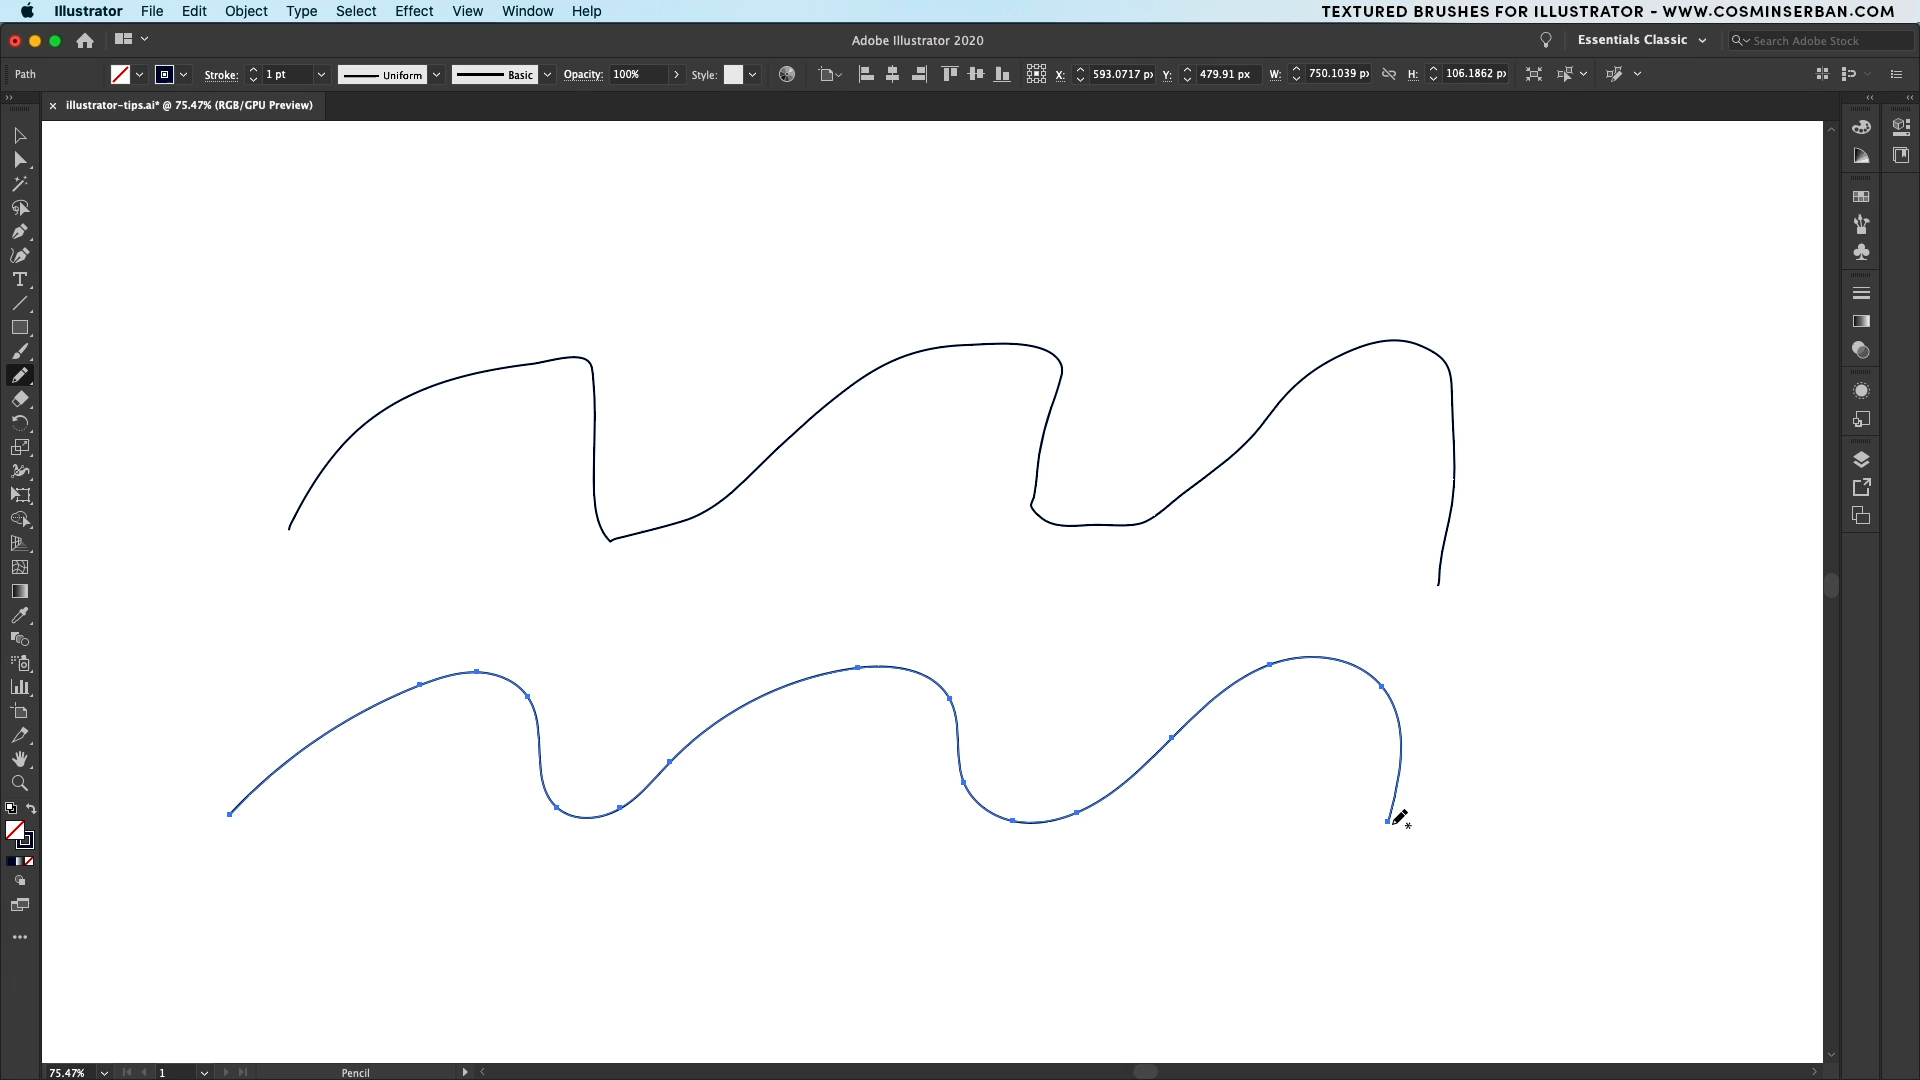 Illustrator File Edit Object Type Select Effect View Window Help
TEXTURED BRUSHES FOR ILLUSTRATOR - WWW.COSMINSERBAN.COM
Adobe Illustrator 2020
Essentials Classic
Search Adobe Stock
Path
Stroke: 1 pt Uniform Basic Opacity: 100% Style: X: 593.0717 px Y: 479.91 px W: 750.1039 px H: 106.1862 px
× illustrator-tips.ai* @ 75.47% (RGB/GPU Preview)
75.47% 1 Pencil